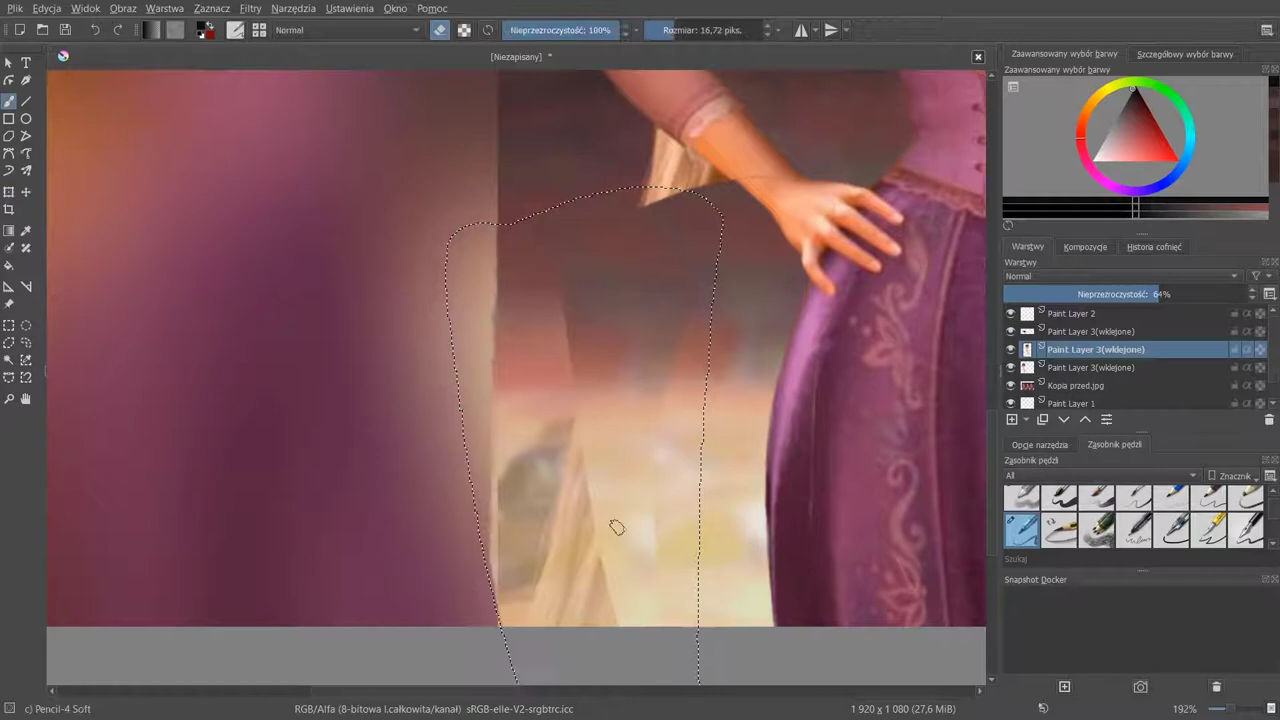 Plik Edycja Widok Obraz Warstwa Zaznacz Filtry Narzędzia Ustawienia Okno Pomoc
Normal Nieprzezroczystość: 100% Rozmiar: 16,72 piks.
[Niezapisany] *
Zaawansowany wybór barwy Szczegółowy wybór barwy
Zaawansowany wybór barwy
Warstwy Kompozycje Historia cofnięć
Warstwy
Normal
Nieprzezroczystość: 64%
Paint Layer 2
Paint Layer 3(wklejone)
Paint Layer 3(wklejone)
Paint Layer 3(wklejone)
Kopia przed.jpg
Paint Layer 1
Opcje narzędzia Zasobnik pędzli
Zasobnik pędzli
All Znacznik
Szukaj
Snapshot Docker
c) Pencil-4 Soft RGB/Alfa (8-bitowa l.całkowita/kanał) sRGB-elle-V2-srgbtrc.icc 1 920 x 1 080 (27,6 MiB) 192%